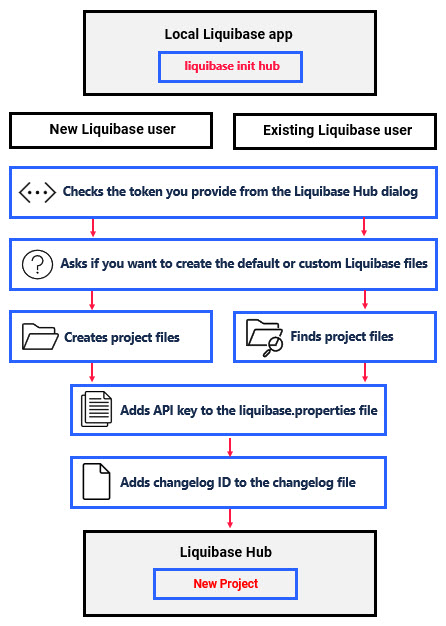 Local Liquibase app
liquibase init hub
New Liquibase user
Existing Liquibase user
Checks the token you provide from the Liquibase Hub dialog
Asks if you want to create the default or custom Liquibase files
Creates project files
Finds project files
Adds API key to the liquibase.properties file
Adds changelog ID to the changelog file
Liquibase Hub
New Project